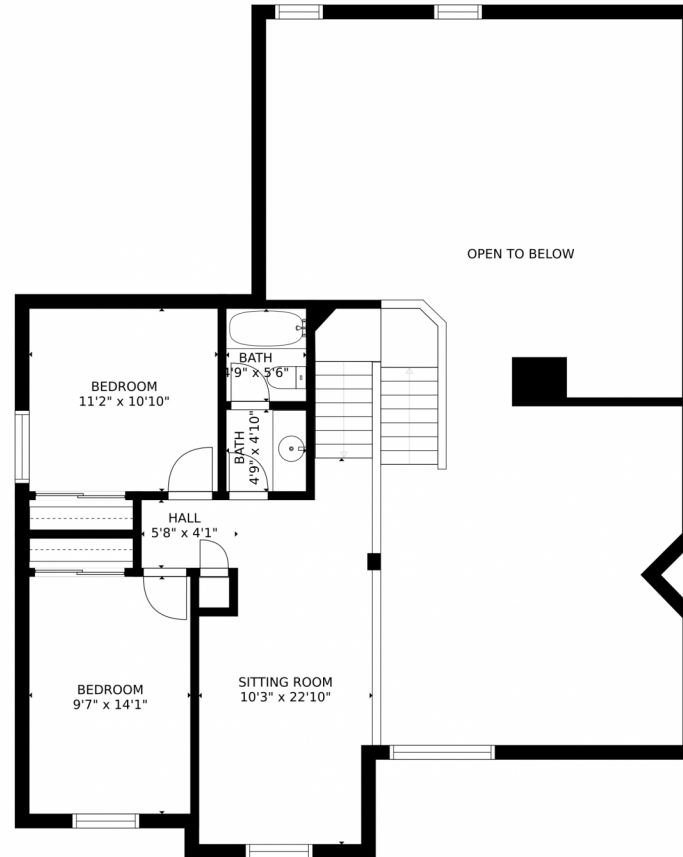 OPEN TO BELOW
BATH
4'9" x 5'6"
BEDROOM
11'2" x 10'10"
BATH
4'9" x 4'10"
HALL
5'8" x 4'1"
SITTING ROOM
10'3" x 22'10"
BEDROOM
9'7" x 14'1"